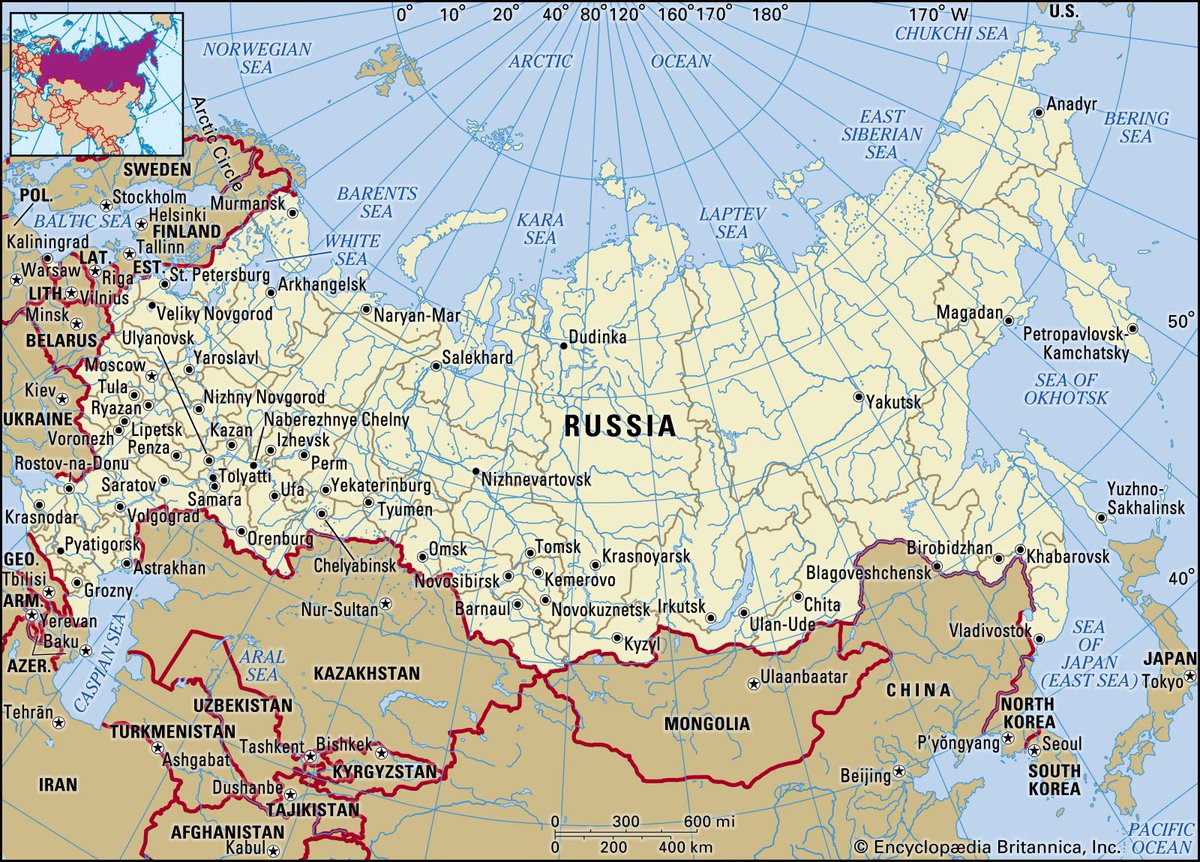 0° 10° 20° 40° 80° 120° 160° 170° 180° 170° W
U.S.
CHUKCHI SEA
NORWEGIAN
SEA
ARCTIC OCEAN
Arctic Circle
Anadyr
BERING
SEA
EAST
SIBERIAN
SEA
SWEDEN
POL.
Stockholm
BALTIC SEA
Helsinki
FINLAND
Murmansk
BARENTS
SEA
KARA
SEA
LAPTEV
SEA
WHITE
SEA
Kaliningrad
Tallinn
LAT.
EST.
Warsaw
Riga
St. Petersburg
Arkhangelsk
LITH.
Vilnius
Veliky Novgorod
Naryan-Mar
Minsk
BELARUS
Ulyanovsk
Yaroslavl
Salekhard
Dudinka
Magadan
Petropavlovsk-
Kamchatsky
50°
Moscow
Tula
Nizhny Novgorod
SEA OF
OKHOTSK
Kiev
Ryazan
Naberezhnye Chelny
RUSSIA
Yakutsk
UKRAINE
Lipetsk
Kazan
Izhevsk
Voronezh
Penza
Perm
Rostov-na-Donu
Tolyatti
Nizhnevartovsk
Saratov
Samara
Ufa
Yekaterinburg
Tyumen
Yuzhno-
Sakhalinsk
Krasnodar
Volgograd
Orenburg
Pyatigorsk
Chelyabinsk
Omsk
Tomsk
Krasnoyarsk
Birobidzhan
Khabarovsk
GEO.
Astrakhan
Novosibirsk
Kemerovo
Blagoveshchensk
40°
Tbilisi
Grozny
Nur-Sultan
Barnaul
Novokuznetsk
Irkutsk
Chita
ARM.
Yerevan
Ulan-Ude
Baku
Kyzyl
Vladivostok
SEA
OF
JAPAN
(EAST SEA)
AZER.
CASPIAN SEA
ARAL
SEA
KAZAKHSTAN
Ulaanbaatar
CHINA
JAPAN
Tokyo
Tehrān
UZBEKISTAN
MONGOLIA
NORTH
KOREA
TURKMENISTAN
Tashkent
Bishkek
P'yŏngyang
Seoul
Ashgabat
KYRGYZSTAN
Beijing
SOUTH
KOREA
IRAN
Dushanbe
TAJIKISTAN
AFGHANISTAN
Kabul
0 300 600 mi
0 200 400 km
PACIFIC
OCEAN
© Encyclopædia Britannica, Inc.